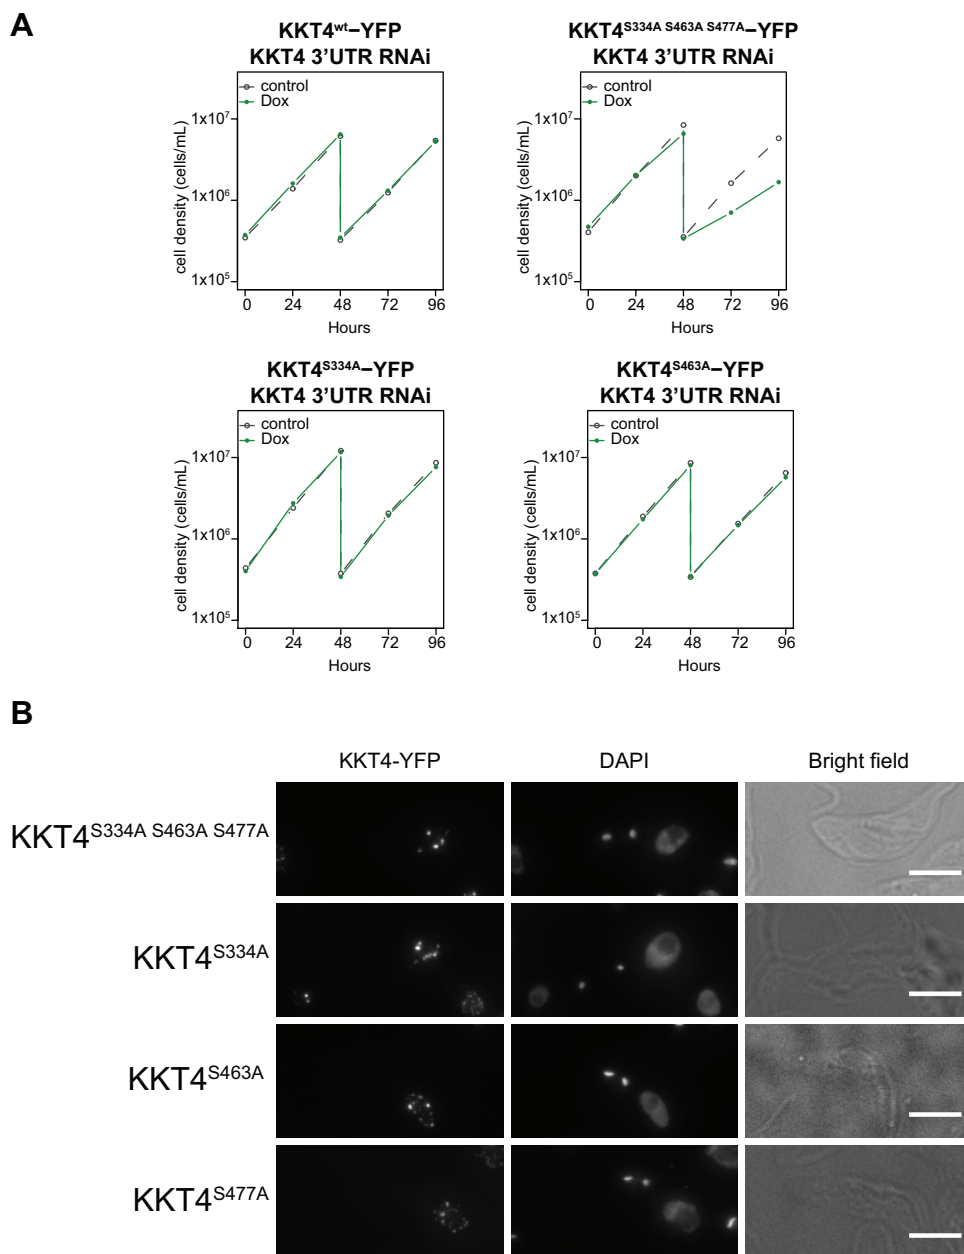 A
KKT4wt–YFP
KKT4 3'UTR RNAi
control
Dox
1x10⁷
1x10⁶
1x10⁵
cell density (cells/mL)
0 24 48 72 96
Hours
KKT4S334A S463A S477A–YFP
KKT4 3'UTR RNAi
control
Dox
1x10⁷
1x10⁶
1x10⁵
cell density (cells/mL)
0 24 48 72 96
Hours
KKT4S334A–YFP
KKT4 3'UTR RNAi
control
Dox
1x10⁷
1x10⁶
1x10⁵
cell density (cells/mL)
0 24 48 72 96
Hours
KKT4S463A–YFP
KKT4 3'UTR RNAi
control
Dox
1x10⁷
1x10⁶
1x10⁵
cell density (cells/mL)
0 24 48 72 96
Hours
B
KKT4-YFP DAPI Bright field
KKT4S334A S463A S477A
KKT4S334A
KKT4S463A
KKT4S477A